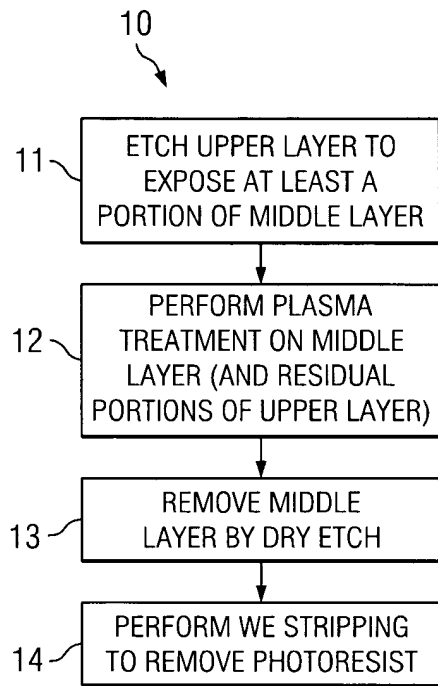 10
11
ETCH UPPER LAYER TO
EXPOSE AT LEAST A
PORTION OF MIDDLE LAYER
12
PERFORM PLASMA
TREATMENT ON MIDDLE
LAYER (AND RESIDUAL
PORTIONS OF UPPER LAYER)
13
REMOVE MIDDLE
LAYER BY DRY ETCH
14
PERFORM WE STRIPPING
TO REMOVE PHOTORESIST